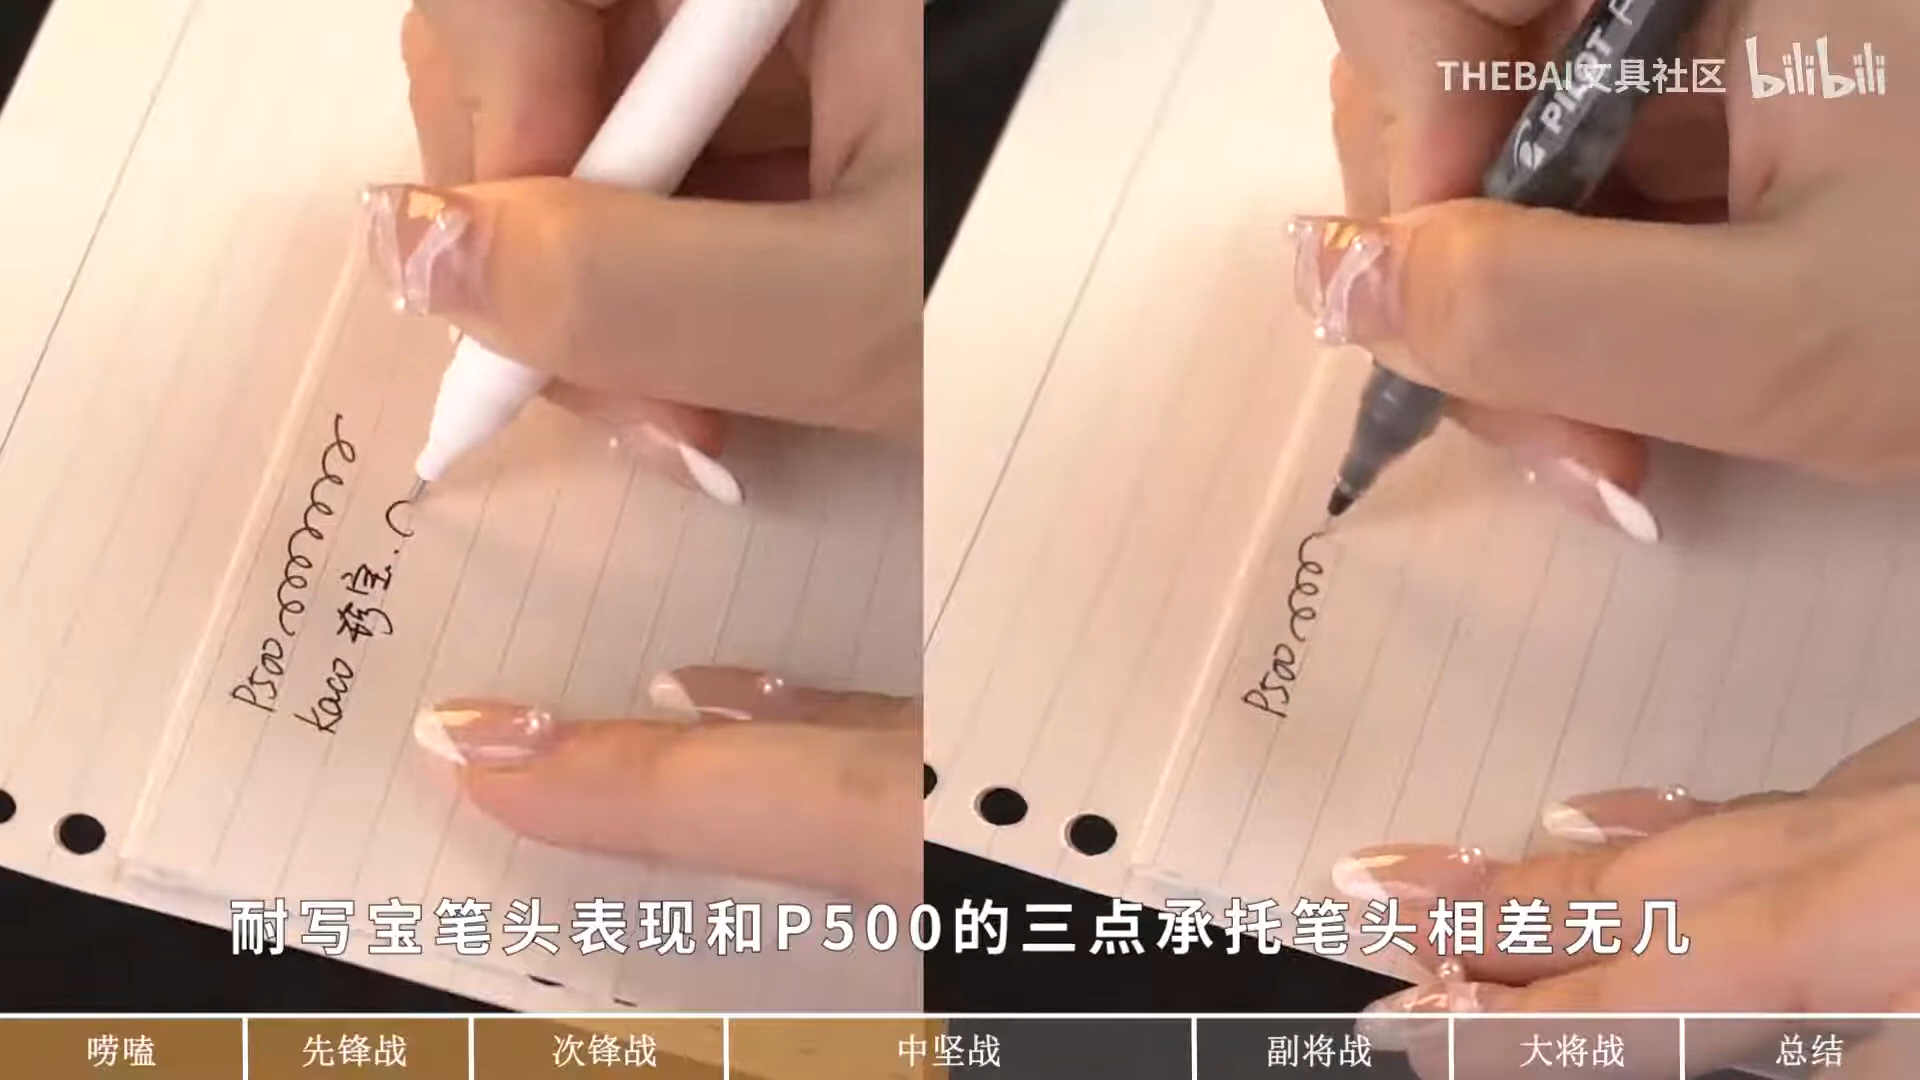 THEBAI文具社区 bilibili
PILOT
P500
Kaco
P500
耐写宝笔头表现和P500的三点承托笔头相差无几
唠嗑 先锋战 次锋战 中坚战 副将战 大将战 总结